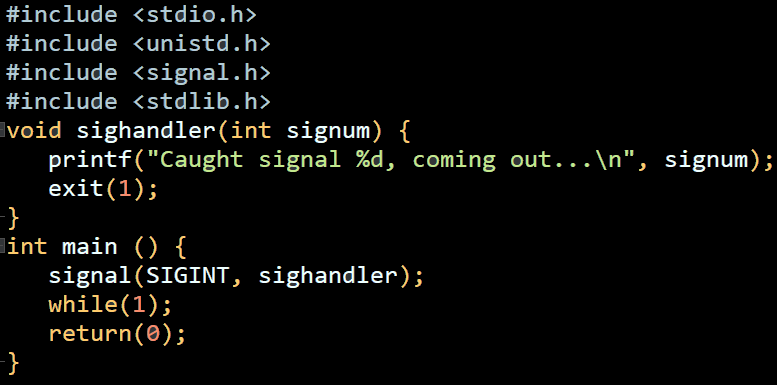 #include <stdio.h>
#include <unistd.h>
#include <signal.h>
#include <stdlib.h>
void sighandler(int signum) {
   printf("Caught signal %d, coming out...\n", signum);
   exit(1);
}
int main () {
   signal(SIGINT, sighandler);
   while(1);
   return(0);
}